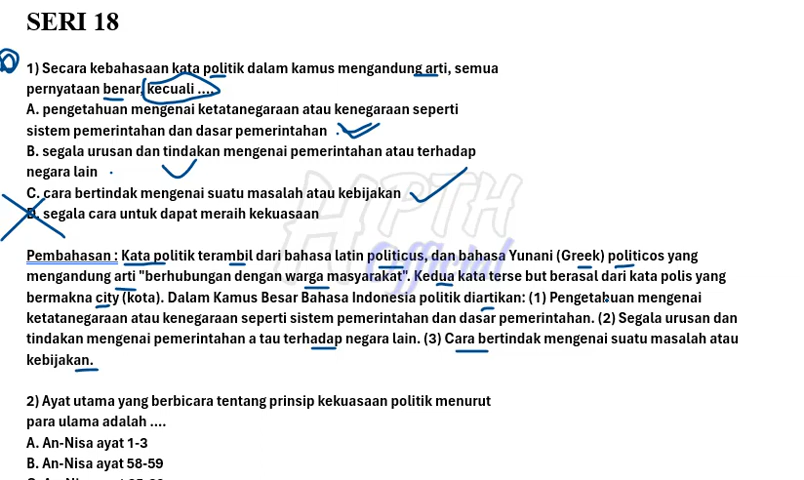 SERI 18
1) Secara kebahasaan kata politik dalam kamus mengandung arti, semua
pernyataan benar, kecuali ....
A. pengetahuan mengenai ketatanegaraan atau kenegaraan seperti
sistem pemerintahan dan dasar pemerintahan .
B. segala urusan dan tindakan mengenai pemerintahan atau terhadap
negara lain
C. cara bertindak mengenai suatu masalah atau kebijakan
D. segala cara untuk dapat meraih kekuasaan
HPTH
Official
Pembahasan : Kata politik terambil dari bahasa latin politicus, dan bahasa Yunani (Greek) politicos yang
mengandung arti "berhubungan dengan warga masyarakat". Kedua kata terse but berasal dari kata polis yang
bermakna city (kota). Dalam Kamus Besar Bahasa Indonesia politik diartikan: (1) Pengetahuan mengenai
ketatanegaraan atau kenegaraan seperti sistem pemerintahan dan dasar pemerintahan. (2) Segala urusan dan
tindakan mengenai pemerintahan a tau terhadap negara lain. (3) Cara bertindak mengenai suatu masalah atau
kebijakan.
2) Ayat utama yang berbicara tentang prinsip kekuasaan politik menurut
para ulama adalah ....
A. An-Nisa ayat 1-3
B. An-Nisa ayat 58-59